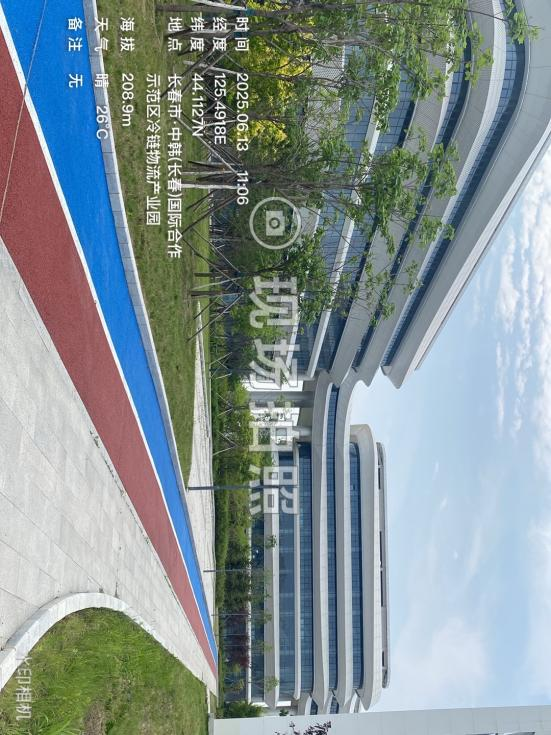 现场拍照
时间 2025.06.13 11:06
经度 125.4918E
纬度 44.1127N
地点 长春市·中韩(长春)国际合作
示范区冷链物流产业园
海拔 208.9m
天气 晴 26℃
备注 无
水印相机